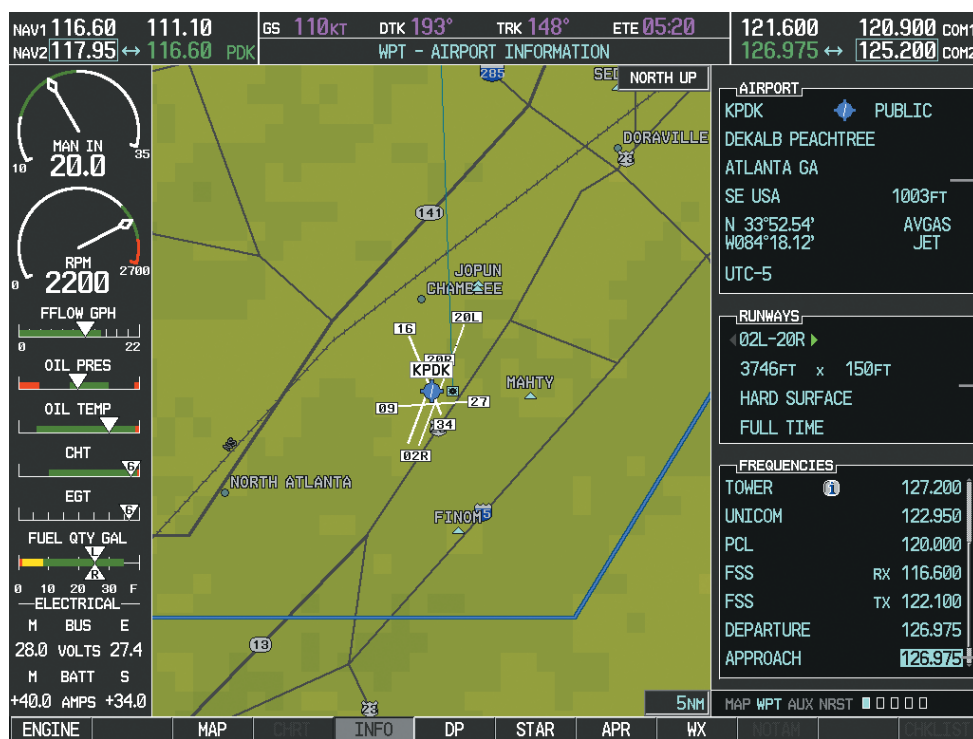 NAV1 116.60 111.10
NAV2 117.95 ↔ 116.60 PDK
GS 110KT DTK 193° TRK 148° ETE 05:20
WPT - AIRPORT INFORMATION
121.600 120.900 COM1
126.975 ↔ 125.200 COM2
MAN IN
10 20.0 35
RPM
0 2200 2700
FFLOW GPH
0 22
OIL PRES
OIL TEMP
CHT
6
EGT
6
FUEL QTY GAL
L
R
0 10 20 30 F
ELECTRICAL
M BUS E
28.0 VOLTS 27.4
M BATT S
+40.0 AMPS +34.0
NORTH UP
285
DORAVILLE
23
141
JOPUN
CHAMBLEE
16
20L
20R
KPDK
MAHTY
09
27
34
02R
NORTH ATLANTA
FINOM
13
23
5NM
AIRPORT
KPDK PUBLIC
DEKALB PEACHTREE
ATLANTA GA
SE USA 1003FT
N 33°52.54' AVGAS
W084°18.12' JET
UTC-5
RUNWAYS
02L-20R
3746FT x 150FT
HARD SURFACE
FULL TIME
FREQUENCIES
TOWER i 127.200
UNICOM 122.950
PCL 120.000
FSS RX 116.600
FSS TX 122.100
DEPARTURE 126.975
APPROACH 126.975
MAP WPT AUX NRST
ENGINE MAP CHRT INFO DP STAR APR WX NOTAM CHKLIST